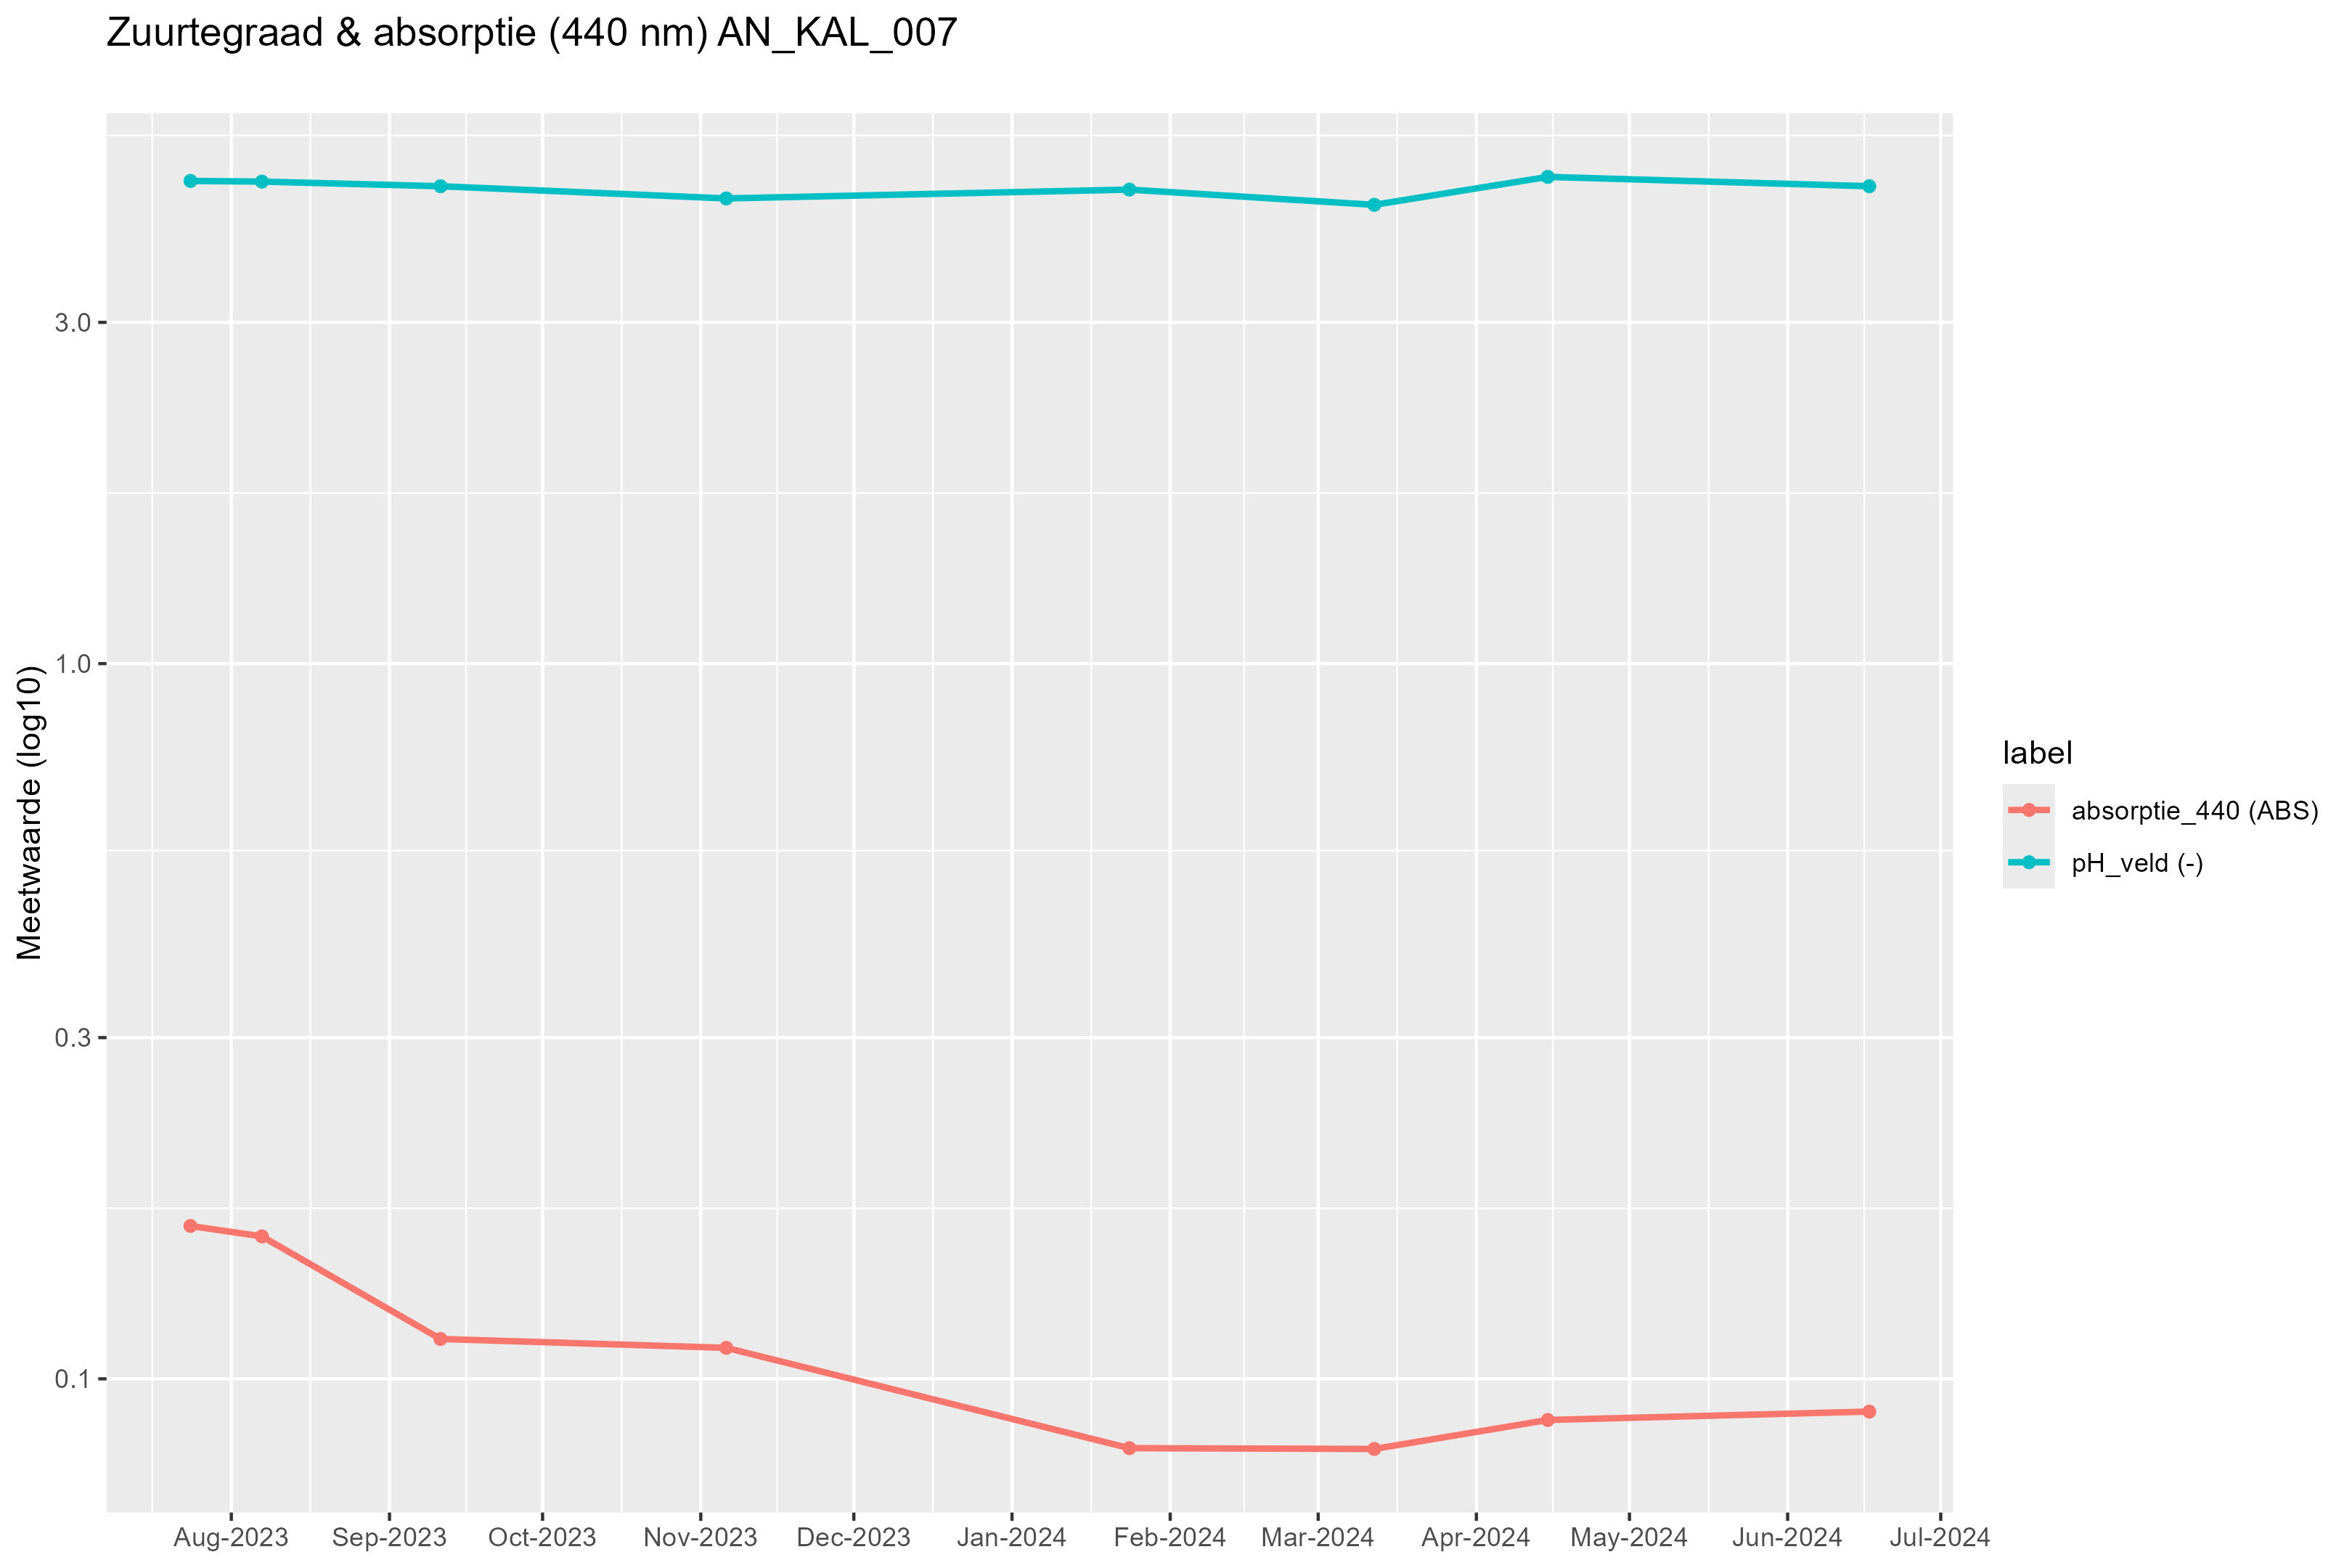 Zuurtegraad & absorptie (440 nm) AN_KAL_007
Meetwaarde (log10)
3.0
1.0
0.3
0.1
Aug-2023
Sep-2023
Oct-2023
Nov-2023
Dec-2023
Jan-2024
Feb-2024
Mar-2024
Apr-2024
May-2024
Jun-2024
Jul-2024
label
absorptie_440 (ABS)
pH_veld (-)